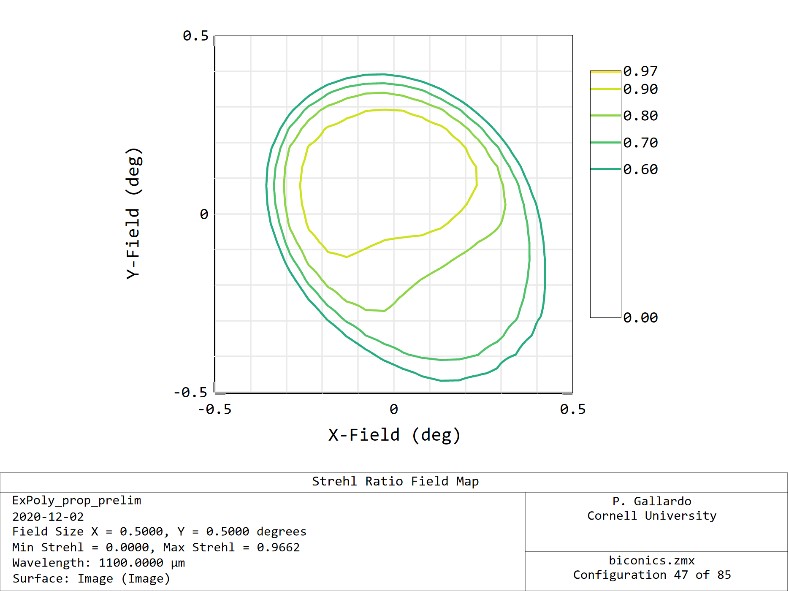 0.5
0
-0.5
-0.5
0
0.5
Y-Field (deg)
X-Field (deg)
0.97
0.90
0.80
0.70
0.60
0.00
Strehl Ratio Field Map
ExPoly_prop_prelim
2020-12-02
Field Size X = 0.5000, Y = 0.5000 degrees
Min Strehl = 0.0000, Max Strehl = 0.9662
Wavelength: 1100.0000 µm
Surface: Image (Image)
P. Gallardo
Cornell University
biconics.zmx
Configuration 47 of 85